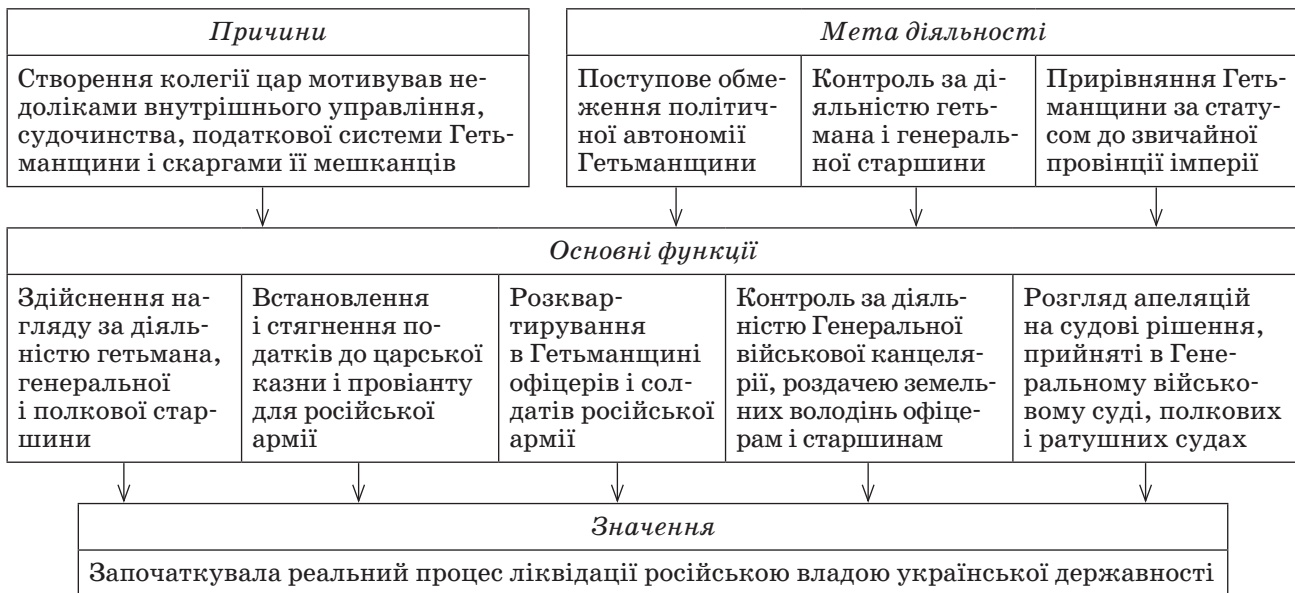 Причини
Створення колегії цар мотивував не-
доліками внутрішнього управління,
судочинства, податкової системи Геть-
манщини і скаргами її мешканців
Мета діяльності
Поступове обме-
ження політич-
ної автономії
Гетьманщини
Контроль за ді-
яльністю геть-
мана і генераль-
ної старшини
Прирівняння Геть-
манщини за стату-
сом до звичайної
провінції імперії
Основні функції
Здійснення на-
гляду за діяль-
ністю гетьмана,
генеральної
і полкової стар-
шини
Встановлення
і стягнення по-
датків до царської
казни і провіанту
для російської
армії
Розквар-
тирування
в Гетьманщині
офіцерів і сол-
датів російської
армії
Контроль за діяль-
ністю Генеральної
військової канцеля-
рії, роздачею земель-
них володінь офіце-
рам і старшинам
Розгляд апеляцій
на судові рішення,
прийняті в Гене-
ральному військо-
вому суді, полкових
і ратушних судах
Значення
Започаткувала реальний процес ліквідації російською владою української державності